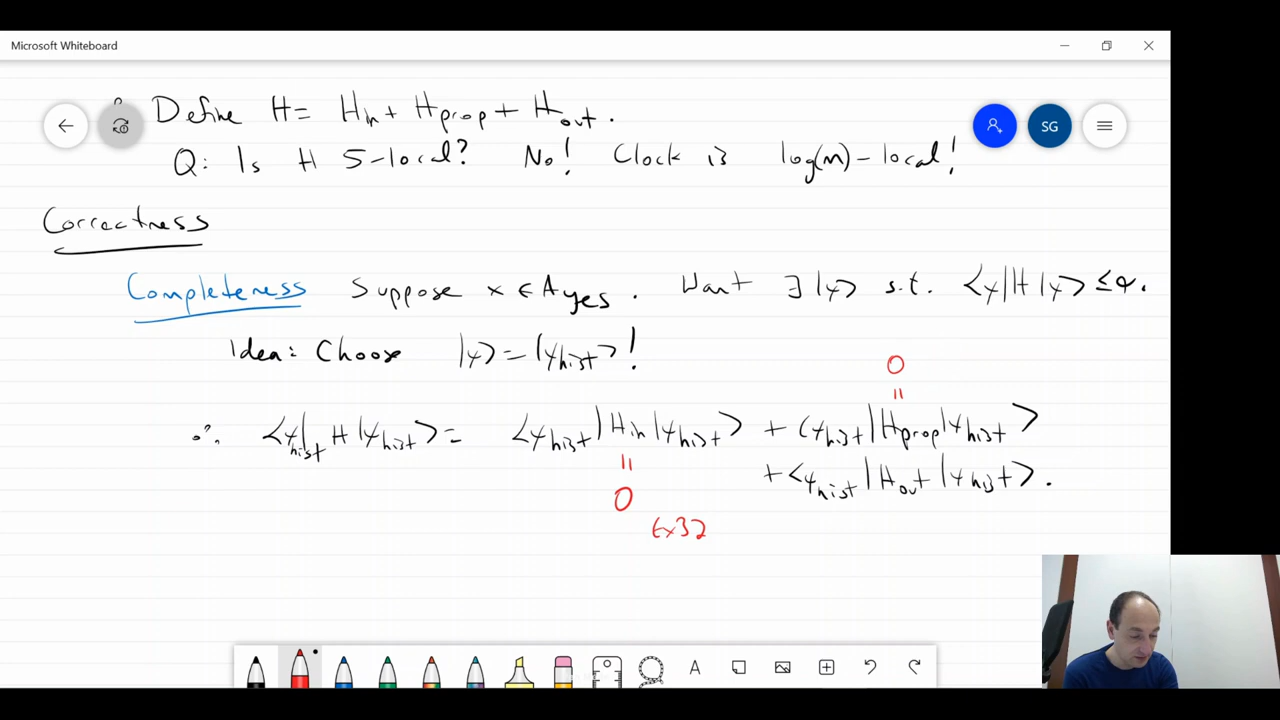 Microsoft Whiteboard
Define H = H_in + H_prop + H_out.
SG
Q: Is H 5-local? No! Clock is log(m)-local!
Correctness
Completeness Suppose x ∈ A_yes. Want ∃ |ψ⟩ s.t. ⟨ψ|H|ψ⟩ ≤ α.
Idea: Choose |ψ⟩ = |ψ_hist⟩!
0
=
∴ ⟨ψ_hist|H|ψ_hist⟩ = ⟨ψ_hist|H_in|ψ_hist⟩ + ⟨ψ_hist|H_prop|ψ_hist⟩
+ ⟨ψ_hist|H_out|ψ_hist⟩.
=
0
Ex32
A